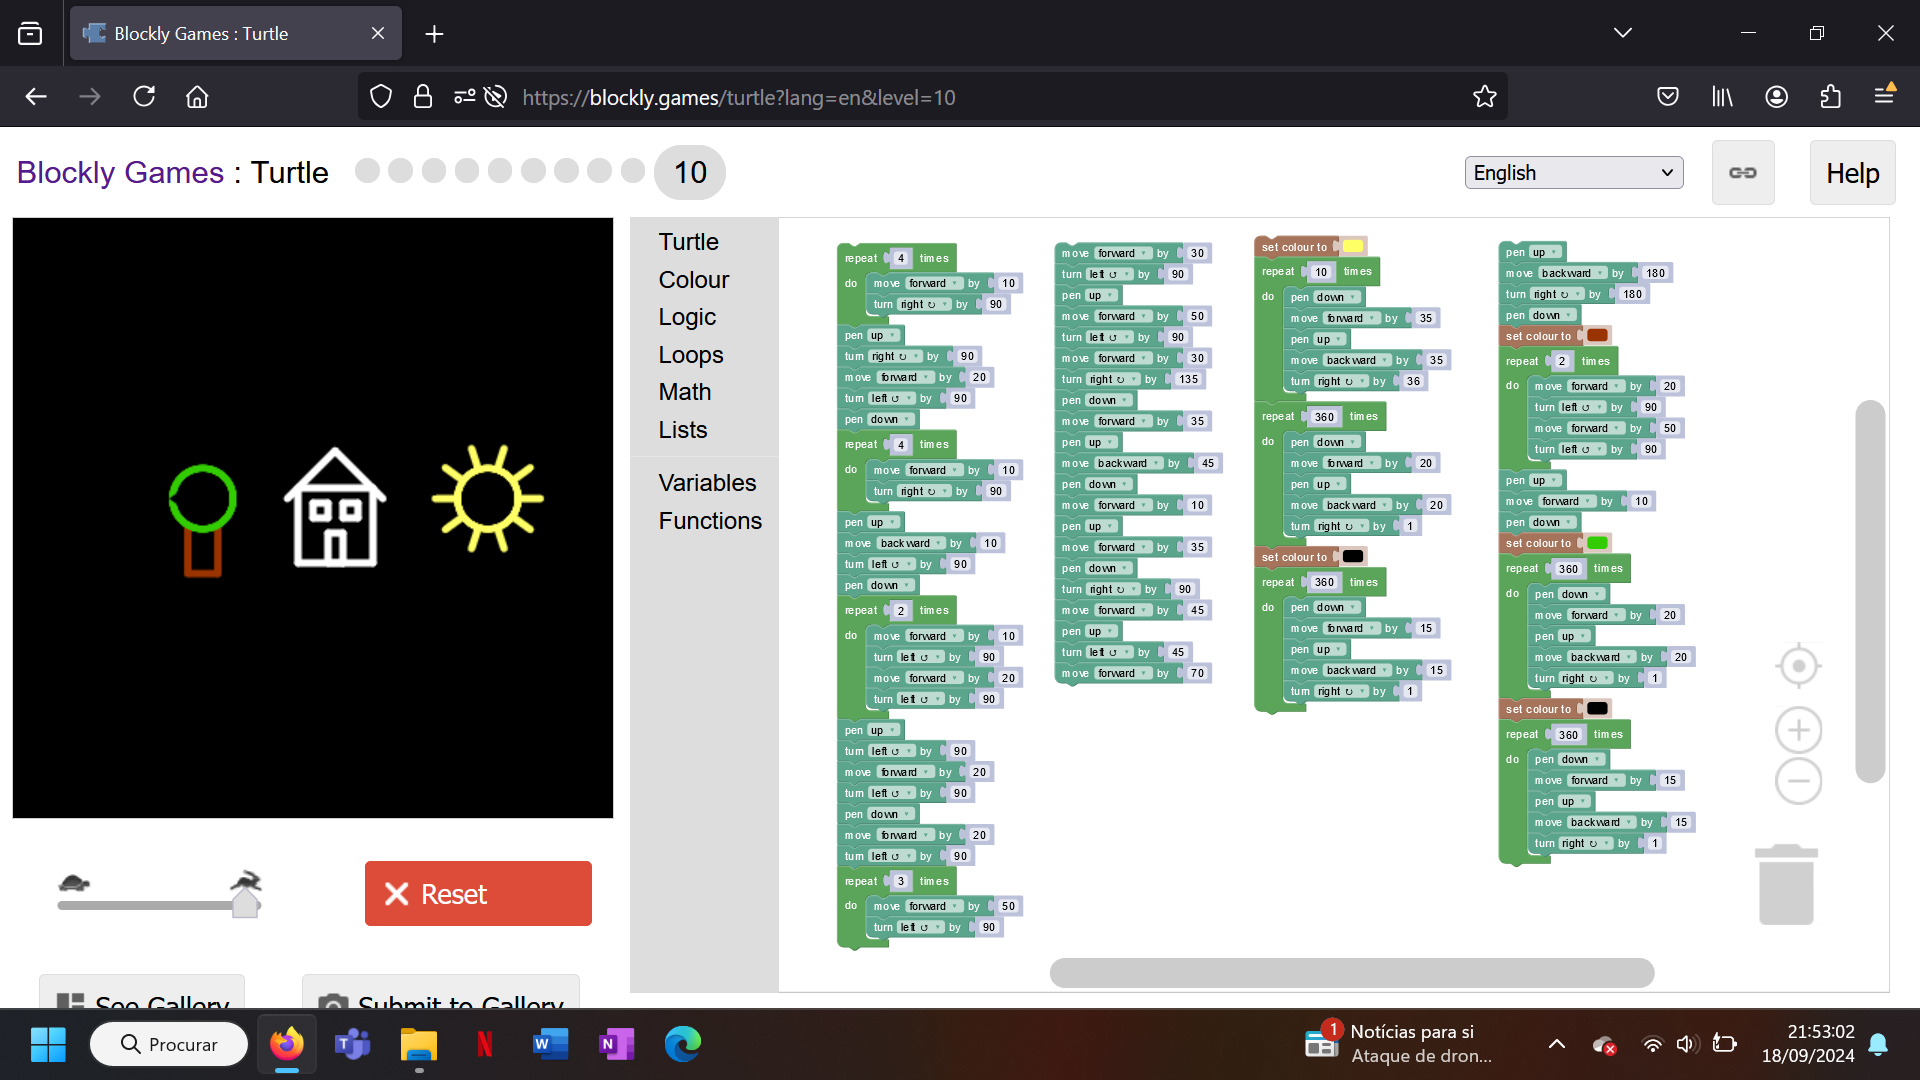 Blockly Games : Turtle
https://blockly.games/turtle?lang=en&level=10
Blockly Games : Turtle
10
English
Help
Turtle
Colour
Logic
Loops
Math
Lists
Variables
Functions
repeat 4 times
do move forward by 10
turn right ↻ by 90
pen up
turn right ↻ by 90
move forward by 20
turn left ↺ by 90
pen down
repeat 4 times
do move forward by 10
turn right ↻ by 90
pen up
move backward by 10
turn left ↺ by 90
pen down
repeat 2 times
do move forward by 10
turn left ↺ by 90
move forward by 20
turn left ↺ by 90
pen up
turn left ↺ by 90
move forward by 20
turn left ↺ by 90
pen down
move forward by 20
turn left ↺ by 90
repeat 3 times
do move forward by 50
turn left ↺ by 90
move forward by 30
turn left ↺ by 90
pen up
move forward by 50
turn left ↺ by 90
move forward by 30
turn right ↻ by 135
pen down
move forward by 35
pen up
move backward by 45
pen down
move forward by 10
pen up
move forward by 35
pen down
turn right ↻ by 90
move forward by 45
pen up
turn left ↺ by 45
move forward by 70
set colour to
repeat 10 times
do pen down
move forward by 35
pen up
move backward by 35
turn right ↻ by 36
repeat 360 times
do pen down
move forward by 20
pen up
move backward by 20
turn right ↻ by 1
set colour to
repeat 360 times
do pen down
move forward by 15
pen up
move backward by 15
turn right ↻ by 1
pen up
move backward by 180
turn right ↻ by 180
pen down
set colour to
repeat 2 times
do move forward by 20
turn left ↺ by 90
move forward by 50
turn left ↺ by 90
pen up
move forward by 10
pen down
set colour to
repeat 360 times
do pen down
move forward by 20
pen up
move backward by 20
turn right ↻ by 1
set colour to
repeat 360 times
do pen down
move forward by 15
pen up
move backward by 15
turn right ↻ by 1
Reset
See Gallery
Submit to Gallery
Procurar
1
Notícias para si
Ataque de dron...
21:53:02
18/09/2024